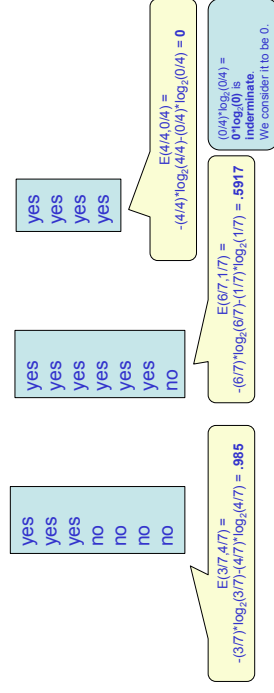 yes
yes
yes
no
no
no
no
E(3/7,4/7) =
-(3/7)*log2(3/7)-(4/7)*log2(4/7) = .985
yes
yes
yes
yes
yes
yes
no
E(6/7,1/7) =
-(6/7)*log2(6/7)-(1/7)*log2(1/7) = .5917
yes
yes
yes
yes
E(4/4,0/4) =
-(4/4)*log2(4/4)-(0/4)*log2(0/4) = 0
(0/4)*log2(0/4) =
0*log2(0) is
inderminate.
We consider it to be 0.